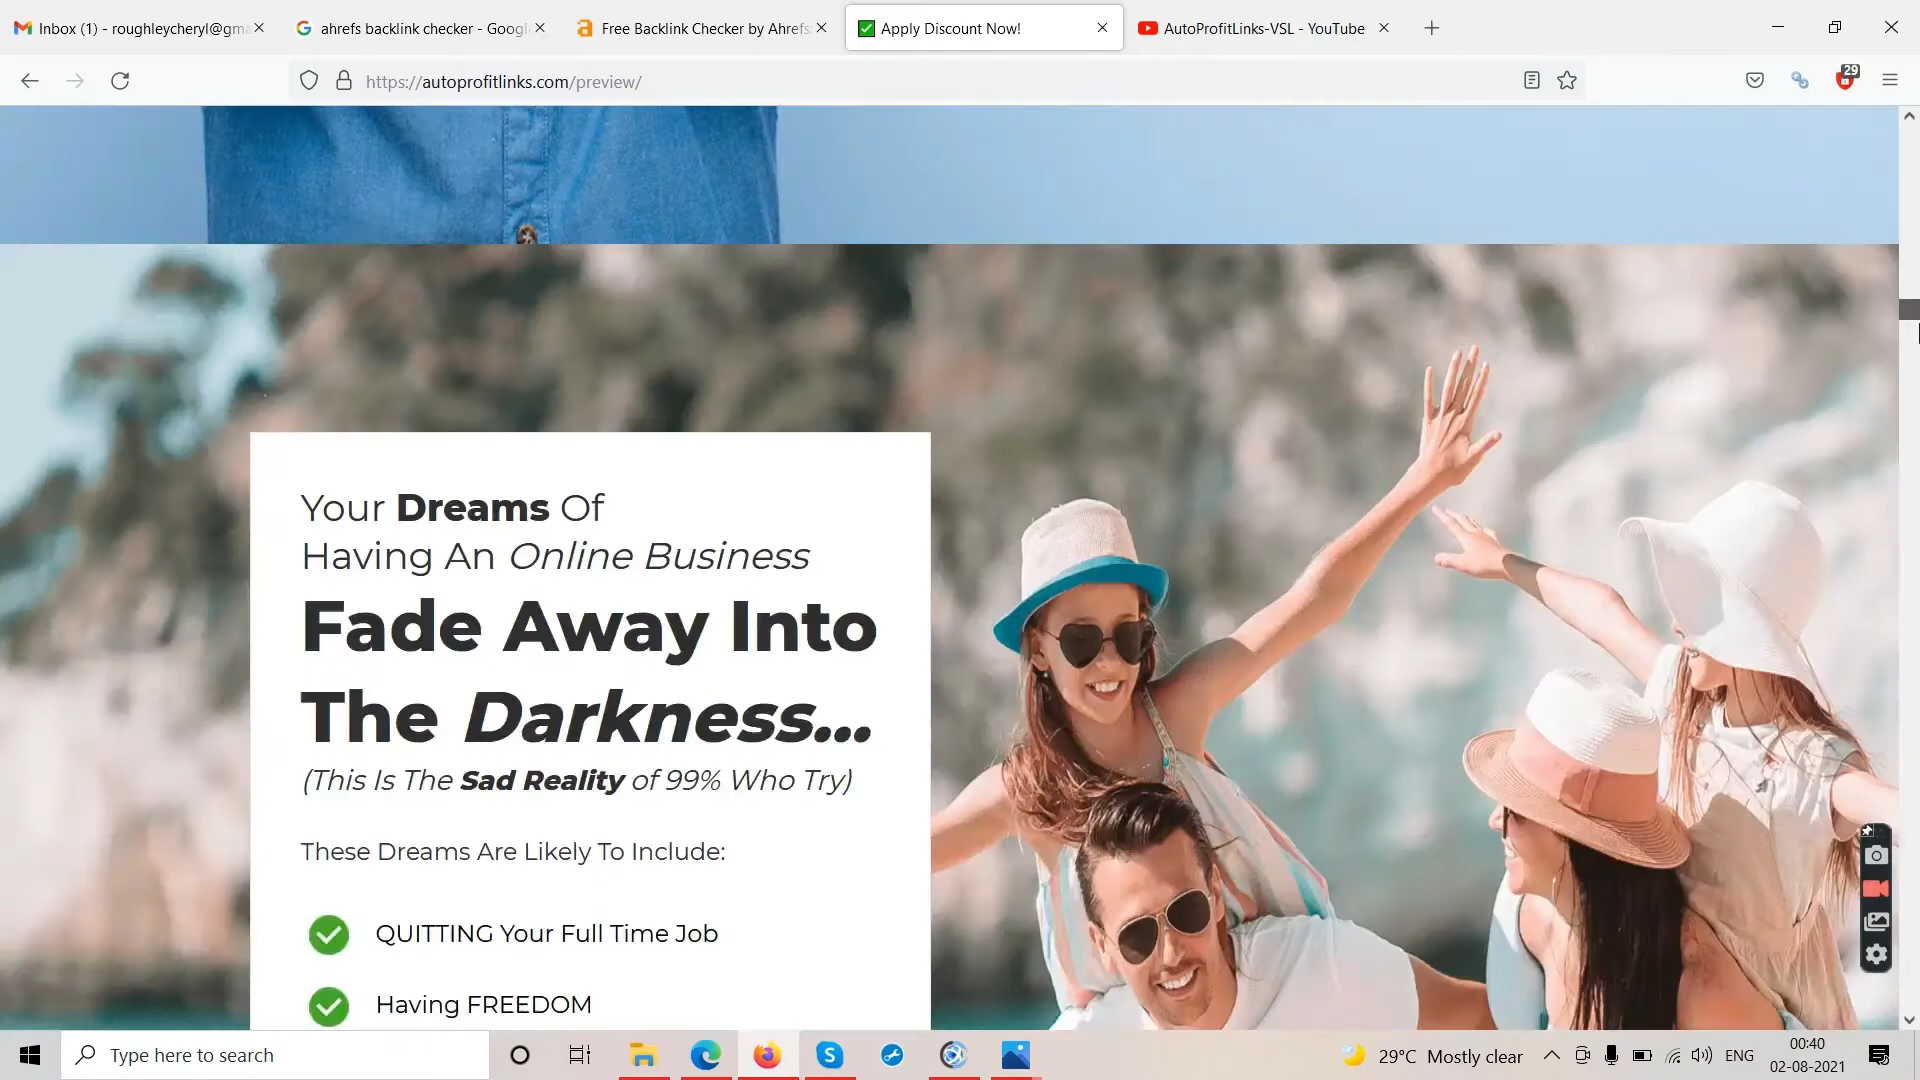 Inbox (1) - roughleycheryl@gma
ahrefs backlink checker - Googl
Free Backlink Checker by Ahrefs
Apply Discount Now!
AutoProfitLinks-VSL - YouTube
https://autoprofitlinks.com/preview/
29
Your Dreams Of
Having An Online Business
Fade Away Into
The Darkness...
(This Is The Sad Reality of 99% Who Try)
These Dreams Are Likely To Include:
QUITTING Your Full Time Job
Having FREEDOM
Type here to search
29°C Mostly clear
ENG
00:40
02-08-2021